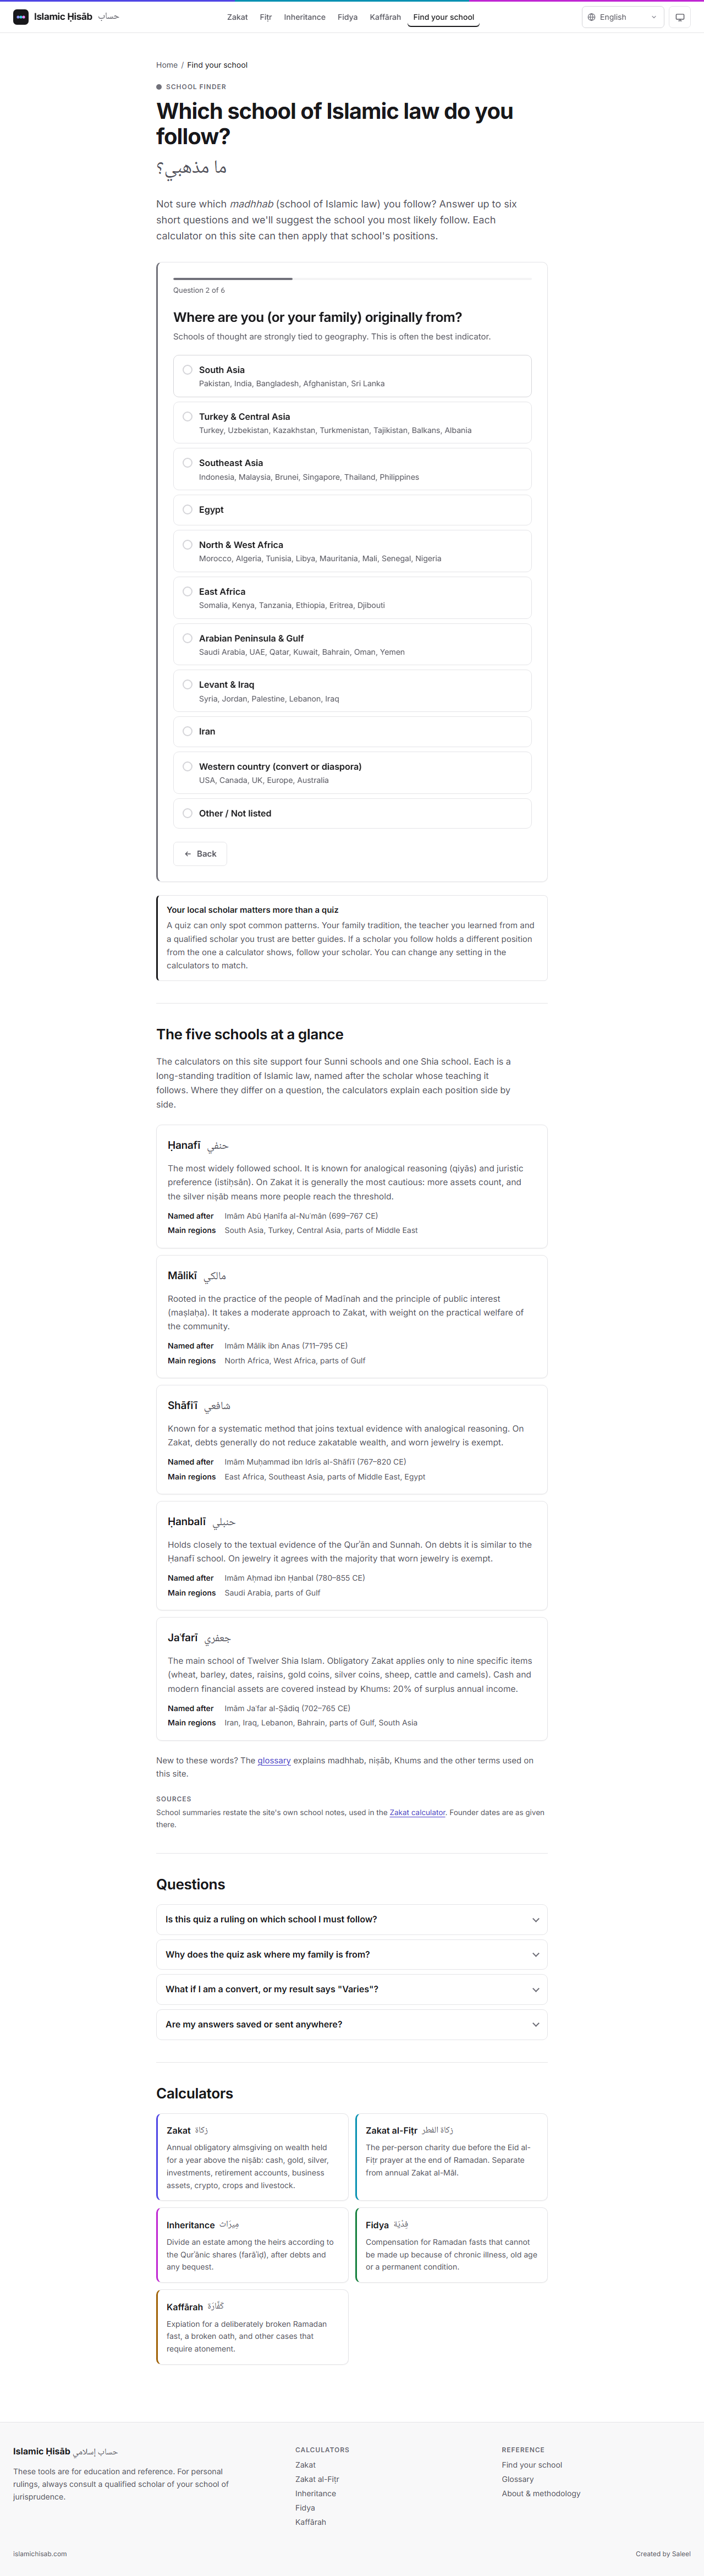 Islamic Ḥisāb حساب
Zakat
Fiṭr
Inheritance
Fidya
Kaffārah
Find your school
English
Home / Find your school
SCHOOL FINDER
Which school of Islamic law do you
follow?
ما مذهبي؟
Not sure which madhhab (school of Islamic law) you follow? Answer up to six
short questions and we'll suggest the school you most likely follow. Each
calculator on this site can then apply that school's positions.
Question 2 of 6
Where are you (or your family) originally from?
Schools of thought are strongly tied to geography. This is often the best indicator.
South Asia
Pakistan, India, Bangladesh, Afghanistan, Sri Lanka
Turkey & Central Asia
Turkey, Uzbekistan, Kazakhstan, Turkmenistan, Tajikistan, Balkans, Albania
Southeast Asia
Indonesia, Malaysia, Brunei, Singapore, Thailand, Philippines
Egypt
North & West Africa
Morocco, Algeria, Tunisia, Libya, Mauritania, Mali, Senegal, Nigeria
East Africa
Somalia, Kenya, Tanzania, Ethiopia, Eritrea, Djibouti
Arabian Peninsula & Gulf
Saudi Arabia, UAE, Qatar, Kuwait, Bahrain, Oman, Yemen
Levant & Iraq
Syria, Jordan, Palestine, Lebanon, Iraq
Iran
Western country (convert or diaspora)
USA, Canada, UK, Europe, Australia
Other / Not listed
← Back
Your local scholar matters more than a quiz
A quiz can only spot common patterns. Your family tradition, the teacher you learned from and
a qualified scholar you trust are better guides. If a scholar you follow holds a different position
from the one a calculator shows, follow your scholar. You can change any setting in the
calculators to match.
The five schools at a glance
The calculators on this site support four Sunni schools and one Shia school. Each is a
long-standing tradition of Islamic law, named after the scholar whose teaching it
follows. Where they differ on a question, the calculators explain each position side by
side.
Ḥanafī حنفي
The most widely followed school. It is known for analogical reasoning (qiyās) and juristic
preference (istiḥsān). On Zakat it is generally the most cautious: more assets count, and
the silver niṣāb means more people reach the threshold.
Named after Imām Abū Ḥanīfa al-Nuʿmān (699–767 CE)
Main regions South Asia, Turkey, Central Asia, parts of Middle East
Mālikī مالكي
Rooted in the practice of the people of Madīnah and the principle of public interest
(maṣlaḥa). It takes a moderate approach to Zakat, with weight on the practical welfare of
the community.
Named after Imām Mālik ibn Anas (711–795 CE)
Main regions North Africa, West Africa, parts of Gulf
Shāfiʿī شافعي
Known for a systematic method that joins textual evidence with analogical reasoning. On
Zakat, debts generally do not reduce zakatable wealth, and worn jewelry is exempt.
Named after Imām Muḥammad ibn Idrīs al-Shāfiʿī (767–820 CE)
Main regions East Africa, Southeast Asia, parts of Middle East, Egypt
Ḥanbalī حنبلي
Holds closely to the textual evidence of the Qurʾān and Sunnah. On debts it is similar to the
Ḥanafī school. On jewelry it agrees with the majority that worn jewelry is exempt.
Named after Imām Aḥmad ibn Ḥanbal (780–855 CE)
Main regions Saudi Arabia, parts of Gulf
Jaʿfarī جعفري
The main school of Twelver Shia Islam. Obligatory Zakat applies only to nine specific items
(wheat, barley, dates, raisins, gold coins, silver coins, sheep, cattle and camels). Cash and
modern financial assets are covered instead by Khums: 20% of surplus annual income.
Named after Imām Jaʿfar al-Ṣādiq (702–765 CE)
Main regions Iran, Iraq, Lebanon, Bahrain, parts of Gulf, South Asia
New to these words? The glossary explains madhhab, niṣāb, Khums and the other terms used on
this site.
SOURCES
School summaries restate the site's own school notes, used in the Zakat calculator. Founder dates are as given
there.
Questions
Is this quiz a ruling on which school I must follow?
Why does the quiz ask where my family is from?
What if I am a convert, or my result says "Varies"?
Are my answers saved or sent anywhere?
Calculators
Zakat زكاة
Annual obligatory almsgiving on wealth held
for a year above the niṣāb: cash, gold, silver,
investments, retirement accounts, business
assets, crypto, crops and livestock.
Zakat al-Fiṭr زكاة الفطر
The per-person charity due before the Eid al-
Fiṭr prayer at the end of Ramadan. Separate
from annual Zakat al-Māl.
Inheritance مِيرَاث
Divide an estate among the heirs according to
the Qurʾānic shares (farāʾiḍ), after debts and
any bequest.
Fidya فِدْيَة
Compensation for Ramadan fasts that cannot
be made up because of chronic illness, old age
or a permanent condition.
Kaffārah كَفَّارَة
Expiation for a deliberately broken Ramadan
fast, a broken oath, and other cases that
require atonement.
Islamic Ḥisāb حساب إسلامي
These tools are for education and reference. For personal
rulings, always consult a qualified scholar of your school of
jurisprudence.
CALCULATORS
Zakat
Zakat al-Fiṭr
Inheritance
Fidya
Kaffārah
REFERENCE
Find your school
Glossary
About & methodology
islamichisab.com
Created by Saleel